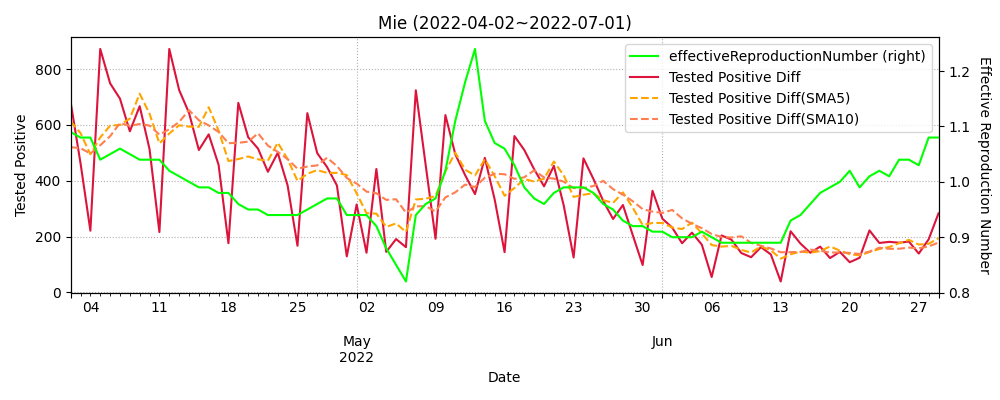 Mie (2022-04-02~2022-07-01)
effectiveReproductionNumber (right)
Tested Positive Diff
Tested Positive Diff(SMA5)
Tested Positive Diff(SMA10)
Tested Positive
800
600
400
200
0
Effective Reproduction Number
1.2
1.1
1.0
0.9
0.8
04 11 18 25 02 09 16 23 30 06 13 20 27
May Jun
2022
Date